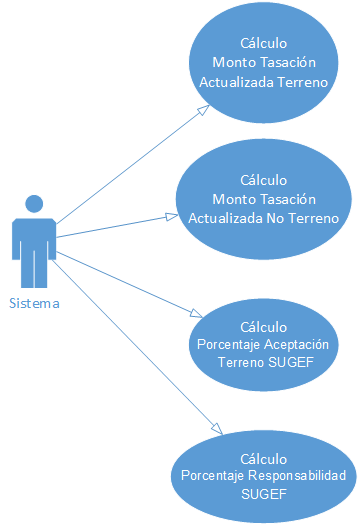 Cálculo
Monto Tasación
Actualizada Terreno
Cálculo
Monto Tasación
Actualizada No Terreno
Sistema
Cálculo
Porcentaje Aceptación
Terreno SUGEF
Cálculo
Porcentaje Responsabilidad
SUGEF